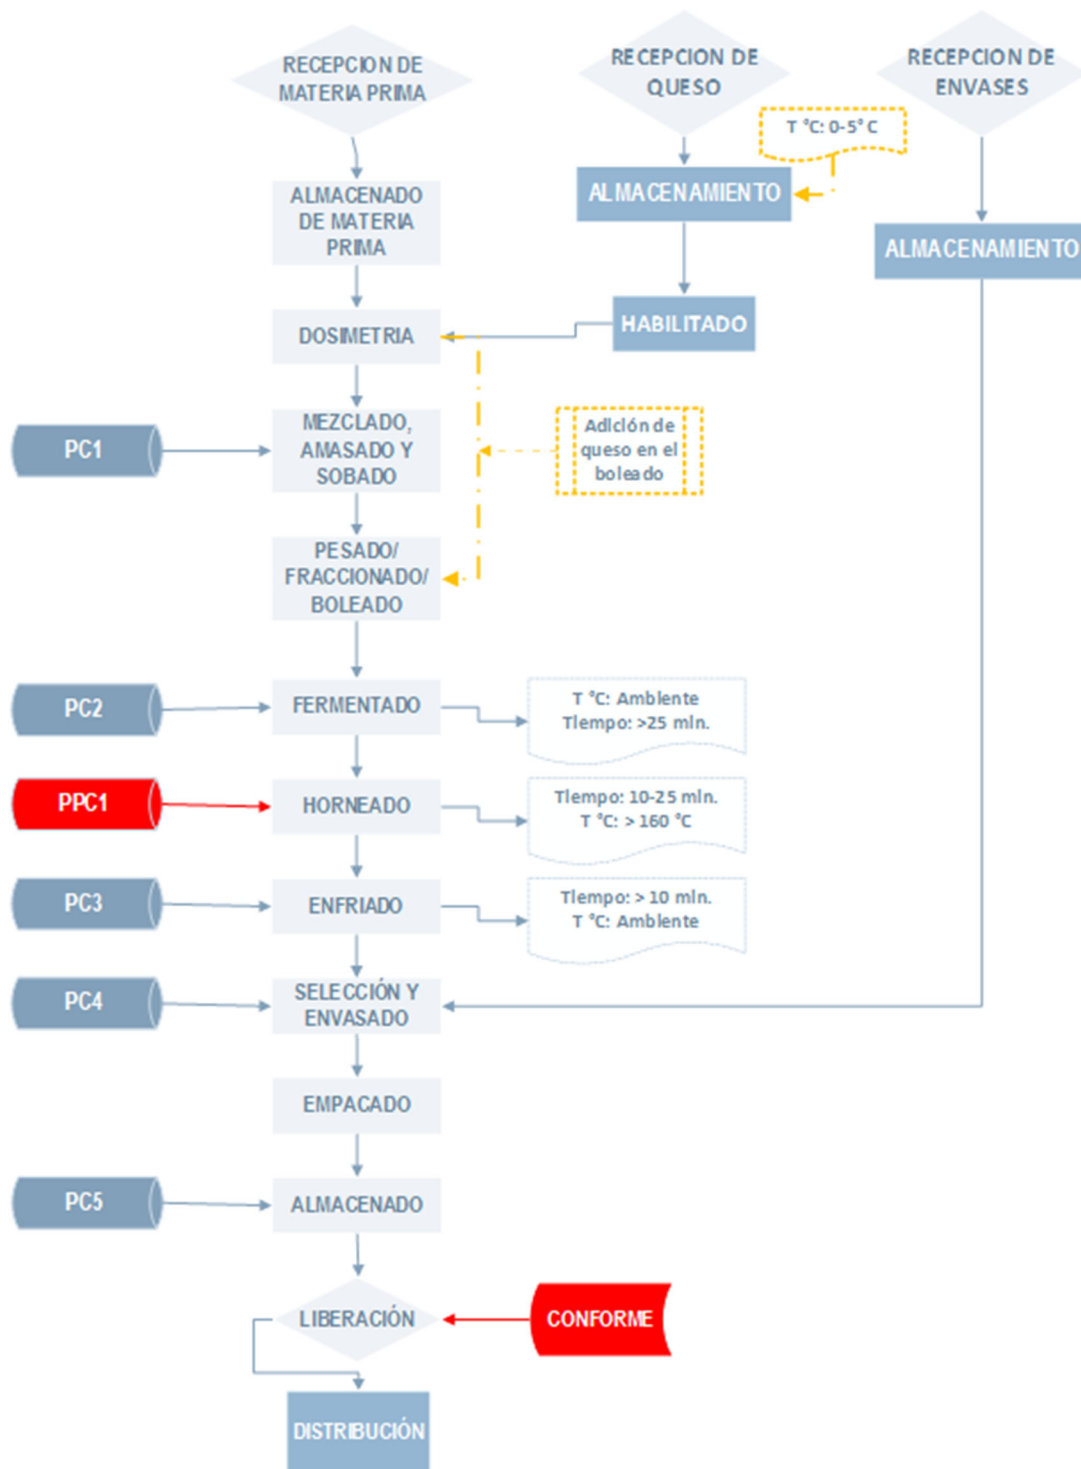 RECEPCION DE
MATERIA PRIMA
RECEPCION DE
QUESO
RECEPCION DE
ENVASES
T °C: 0-5° C
ALMACENADO
DE MATERIA
PRIMA
ALMACENAMIENTO
ALMACENAMIENTO
DOSIMETRIA
HABILITADO
PC1
MEZCLADO,
AMASADO Y
SOBADO
Adición de
queso en el
boleado
PESADO/
FRACCIONADO/
BOLEADO
PC2
FERMENTADO
T °C: Ambiente
Tiempo: >25 min.
PPC1
HORNEADO
Tiempo: 10-25 min.
T °C: > 160 °C
PC3
ENFRIADO
Tiempo: > 10 min.
T °C: Ambiente
PC4
SELECCIÓN Y
ENVASADO
EMPACADO
PC5
ALMACENADO
LIBERACIÓN
CONFORME
DISTRIBUCIÓN